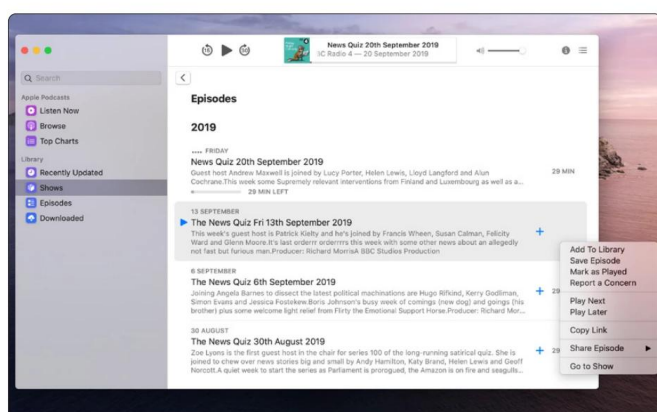 15
60
News Quiz 20th September 2019
3C Radio 4 — 20 September 2019
Search
Apple Podcasts
Listen Now
Browse
Top Charts
Library
Recently Updated
Shows
Episodes
Downloaded
Episodes
2019
.... FRIDAY
News Quiz 20th September 2019
Guest host Andrew Maxwell is joined by Lucy Porter, Helen Lewis, Lloyd Langford and Alun
Cochrane.This week some Supremely relevant interventions from Finland and Luxembourg as well as a...
29 MIN
29 MIN LEFT
13 SEPTEMBER
The News Quiz Fri 13th September 2019
This week's guest host is Patrick Kielty and he's joined by Francis Wheen, Susan Calman, Felicity
Ward and Glenn Moore.It's last orderrr orderrrrs this week with some other news about an allegedly
not fast but furious man.Producer: Richard MorrisA BBC Studios Production
6 SEPTEMBER
The News Quiz 6th September 2019
Joining Angela Barnes to dissect the latest political machinations are Hugo Rifkind, Kerry Godliman,
Simon Evans and Jessica Fostekew.Boris Johnson's busy week of comings (new dog) and goings (his
brother) plus some welcome light relief from Flirty the Emotional Support Horse.Producer: Richard Mor...
29
30 AUGUST
The News Quiz 30th August 2019
Zoe Lyons is the first guest host in the chair for series 100 of the long-running satirical quiz. She is
joined to chew over news stories big and small by Andy Hamilton, Katy Brand, Helen Lewis and Geoff
Norcott.A quiet week to start the series as Parliament is prorogued, the Amazon is on fire and seagulls...
29
Add To Library
Save Episode
Mark as Played
Report a Concern
Play Next
Play Later
Copy Link
Share Episode
Go to Show